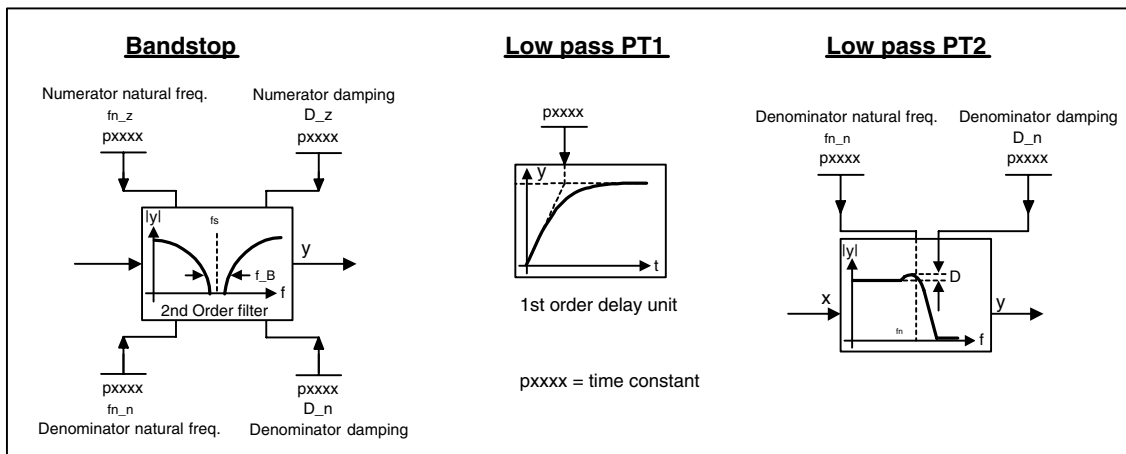 Bandstop
Numerator natural freq.
fn_z
pxxxx
Numerator damping
D_z
pxxxx
|y|
fs
f_B
f
y
2nd Order filter
pxxxx
fn_n
Denominator natural freq.
pxxxx
D_n
Denominator damping
Low pass PT1
pxxxx
y
t
1st order delay unit
pxxxx = time constant
Low pass PT2
Denominator natural freq.
fn_n
pxxxx
Denominator damping
D_n
pxxxx
|y|
D
x
y
fn
f